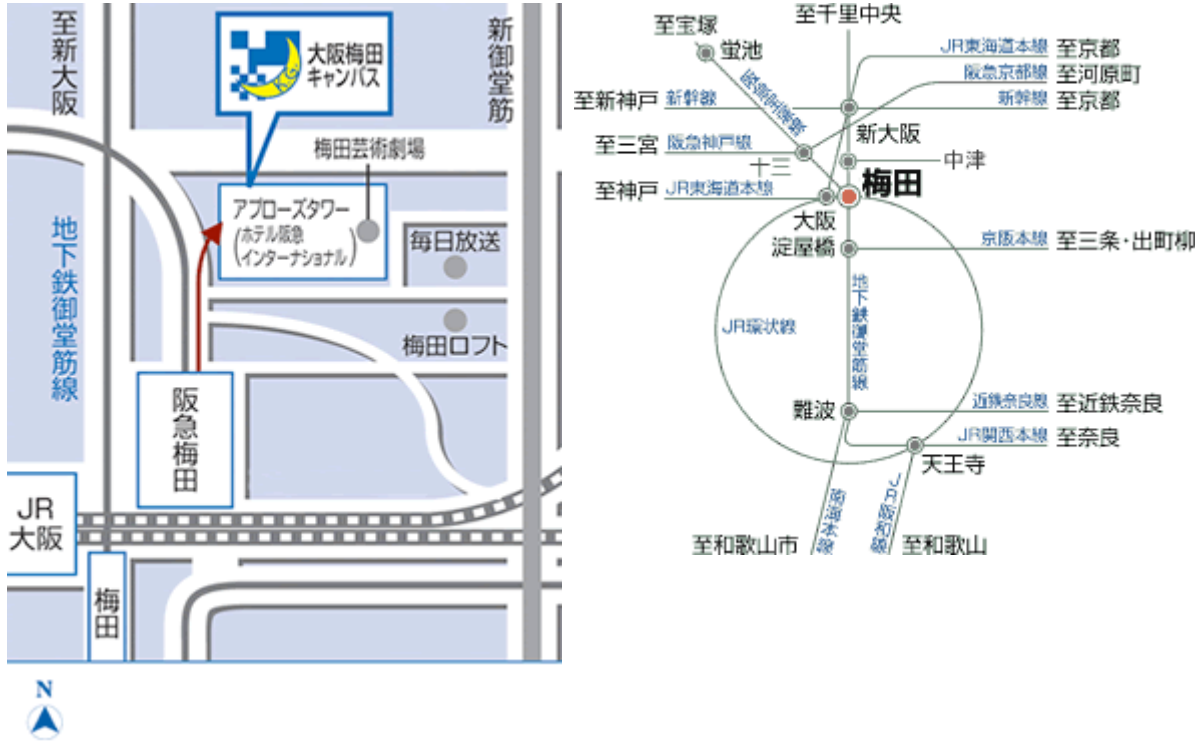 至新大阪
K.G.
大阪梅田
キャンパス
新御堂筋
梅田芸術劇場
アプローズタワー
(ホテル阪急
インターナショナル)
毎日放送
梅田ロフト
地下鉄御堂筋線
阪急梅田
JR
大阪
梅田
N
至千里中央
至宝塚
蛍池
JR東海道本線 至京都
阪急京都線 至河原町
至新神戸 新幹線
新幹線 至京都
阪急宝塚線
新大阪
至三宮 阪急神戸線
十三
中津
梅田
至神戸 JR東海道本線
大阪
淀屋橋
京阪本線 至三条・出町柳
JR環状線
地下鉄御堂筋線
難波
近鉄奈良線 至近鉄奈良
JR関西本線 至奈良
天王寺
南海本線
JR阪和線
至和歌山市
至和歌山